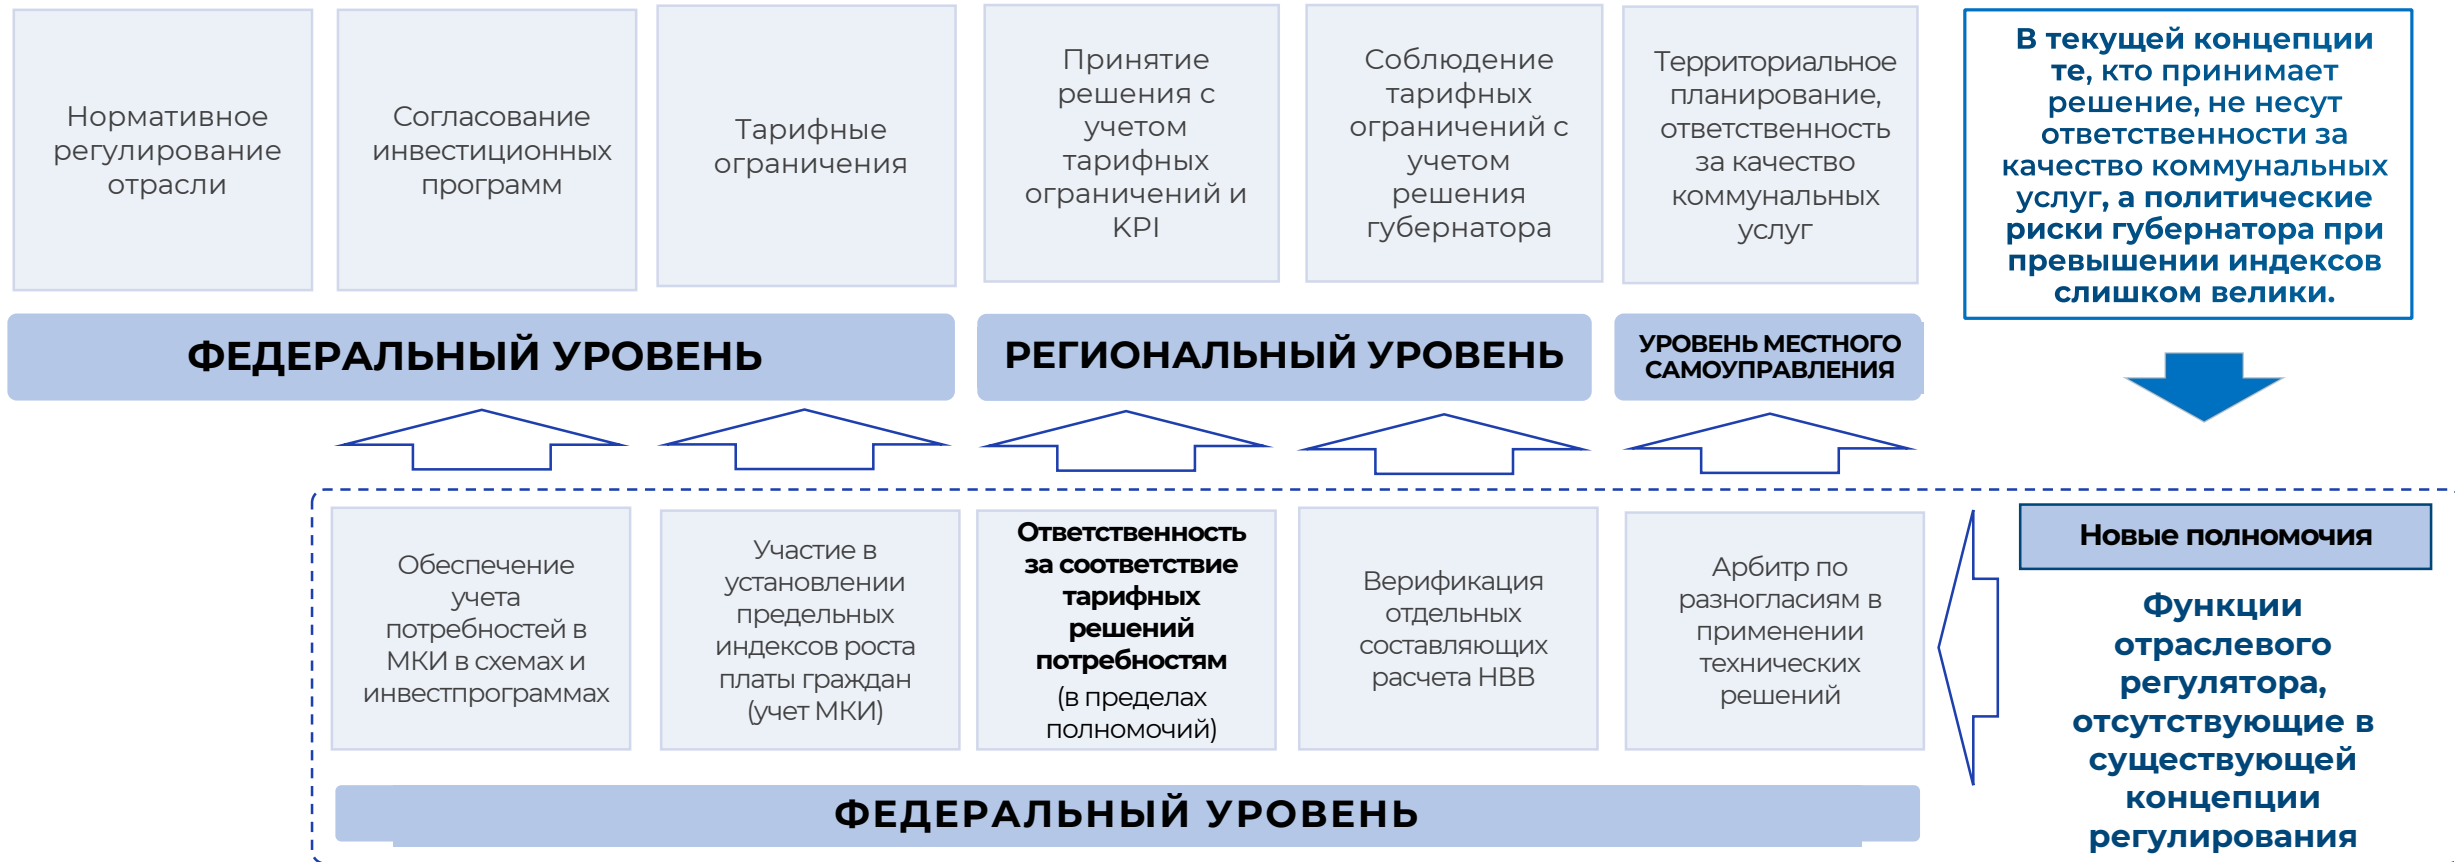 Нормативное
регулирование
отрасли
Согласование
инвестиционных
программ
Тарифные
ограничения
Принятие
решения с
учетом
тарифных
ограничений и
KPI
Соблюдение
тарифных
ограничений с
учетом
решения
губернатора
Территориальное
планирование,
ответственность
за качество
коммунальных
услуг
В текущей концепции
те, кто принимает
решение, не несут
ответственности за
качество коммунальных
услуг, а политические
риски губернатора при
превышении индексов
слишком велики.
ФЕДЕРАЛЬНЫЙ УРОВЕНЬ
РЕГИОНАЛЬНЫЙ УРОВЕНЬ
УРОВЕНЬ МЕСТНОГО
САМОУПРАВЛЕНИЯ
Обеспечение
учета
потребностей в
МКИ в схемах и
инвестпрограммах
Участие в
установлении
предельных
индексов роста
платы граждан
(учет МКИ)
Ответственность
за соответствие
тарифных
решений
потребностям
(в пределах
полномочий)
Верификация
отдельных
составляющих
расчета НВВ
Арбитр по
разногласиям в
применении
технических
решений
Новые полномочия
Функции
отраслевого
регулятора,
отсутствующие в
существующей
концепции
регулирования
ФЕДЕРАЛЬНЫЙ УРОВЕНЬ